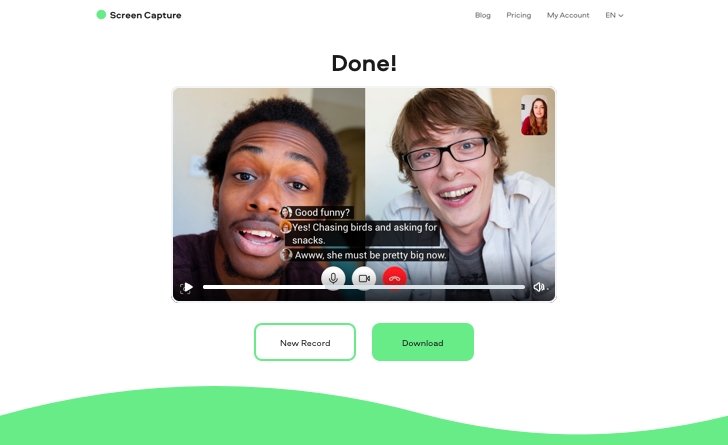 Screen Capture
Blog Pricing My Account EN
Done!
Good funny?
Yes! Chasing birds and asking for
snacks.
Awww, she must be pretty big now.
New Record Download